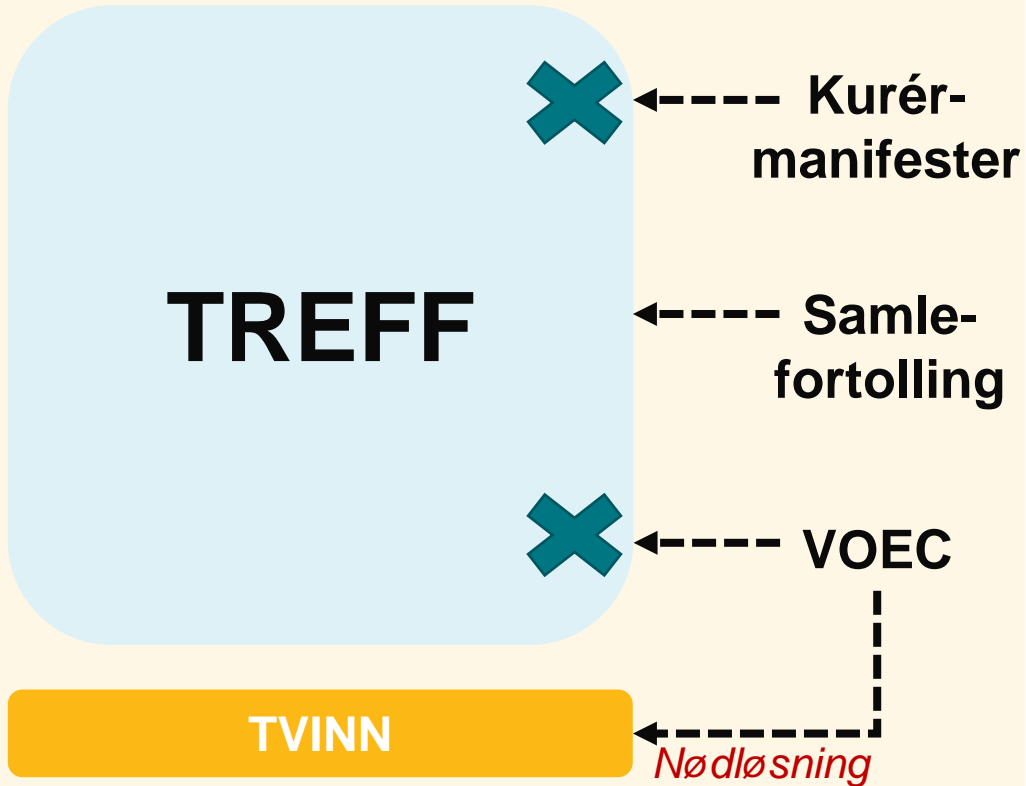 Kurér-
manifester
TREFF
Samle-
fortolling
VOEC
TVINN
Nødløsning